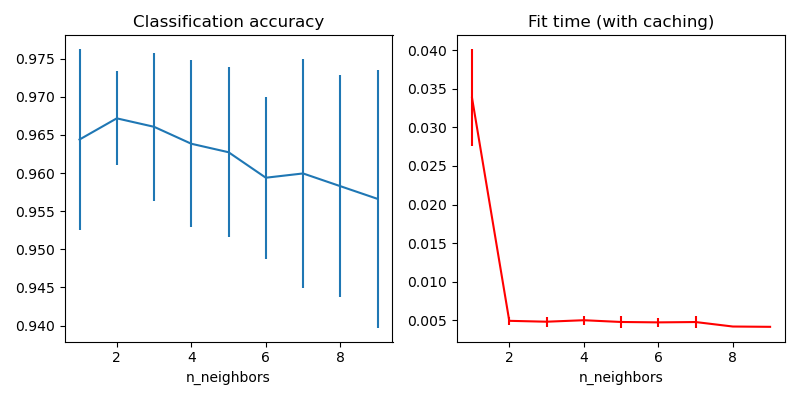 Classification accuracy
0.975
0.970
0.965
0.960
0.955
0.950
0.945
0.940
2 4 6 8
n_neighbors
Fit time (with caching)
0.040
0.035
0.030
0.025
0.020
0.015
0.010
0.005
2 4 6 8
n_neighbors